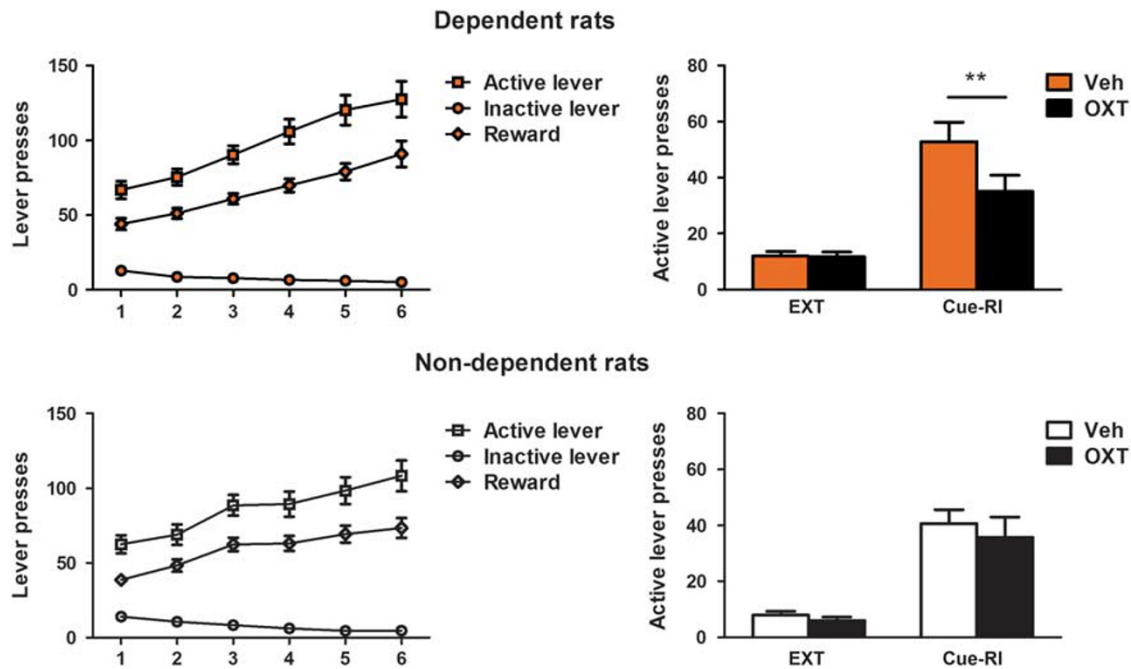 Dependent rats
150
100
50
0
Lever presses
1 2 3 4 5 6
Active lever
Inactive lever
Reward
80
60
40
20
0
Active lever presses
**
Veh
OXT
EXT Cue-RI
Non-dependent rats
150
100
50
0
Lever presses
1 2 3 4 5 6
Active lever
Inactive lever
Reward
80
60
40
20
0
Active lever presses
Veh
OXT
EXT Cue-RI